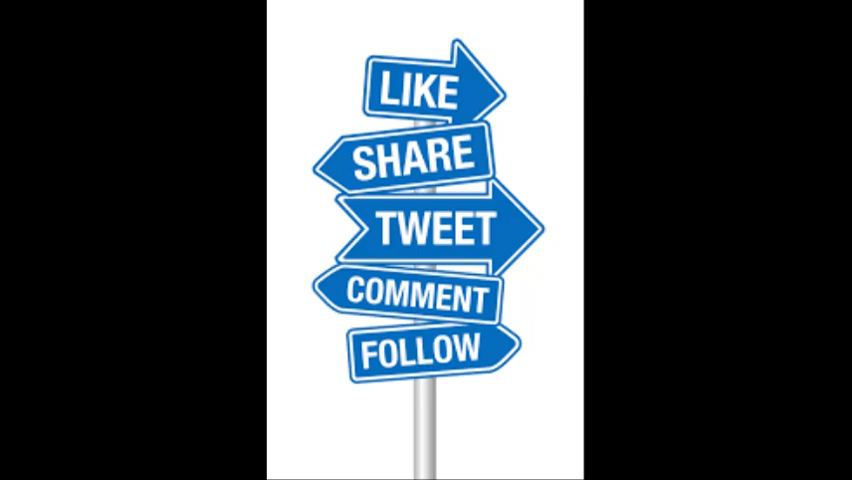 LIKE
SHARE
TWEET
COMMENT
FOLLOW